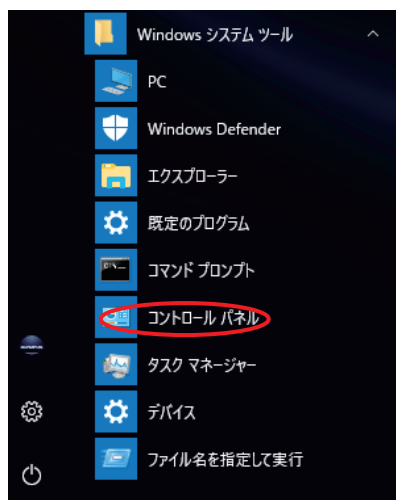 Windows システム ツール
PC
Windows Defender
エクスプローラー
既定のプログラム
コマンド プロンプト
コントロール パネル
タスク マネージャー
デバイス
ファイル名を指定して実行